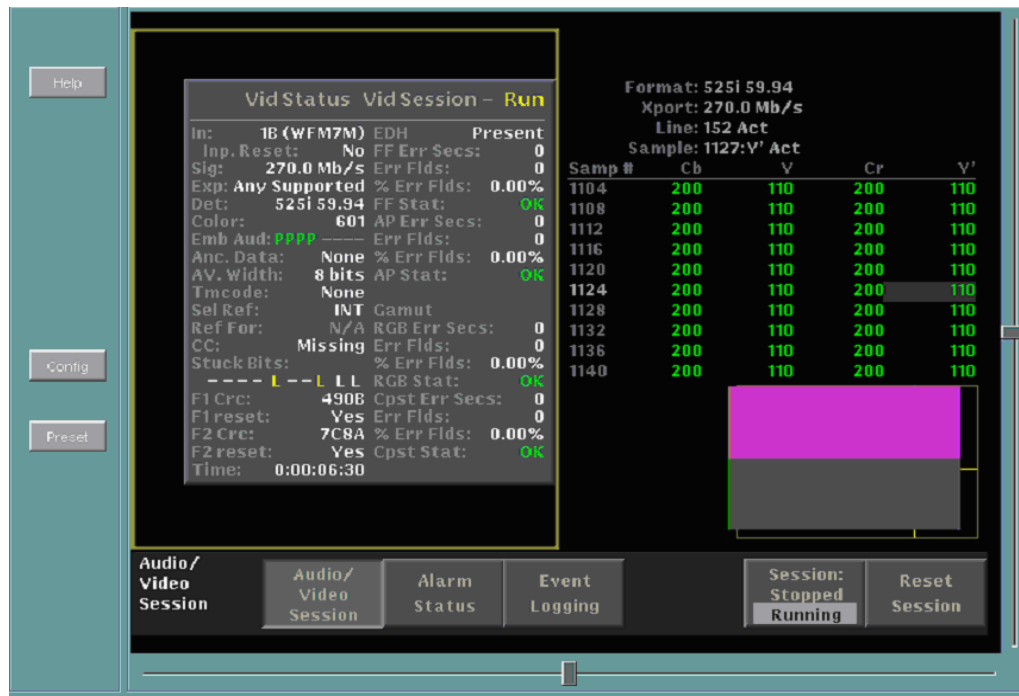 Help
Config
Preset
Vid Status Vid Session – Run
In: 1B (WFM7M) EDH Present
Inp. Reset: No FF Err Secs: 0
Sig: 270.0 Mb/s Err Flds: 0
Exp: Any Supported % Err Flds: 0.00%
Det: 525i 59.94 FF Stat: OK
Color: 601 AP Err Secs: 0
Emb Aud: PPPP ---- Err Flds: 0
Anc. Data: None % Err Flds: 0.00%
AV. Width: 8 bits AP Stat: OK
Tmcode: None
Sel Ref: INT Gamut
Ref For: N/A RGB Err Secs: 0
CC: Missing Err Flds: 0
Stuck Bits: % Err Flds: 0.00%
---- L --L L L RGB Stat: OK
F1 Crc: 490B Cpst Err Secs: 0
F1 reset: Yes Err Flds: 0
F2 Crc: 7C8A % Err Flds: 0.00%
F2 reset: Yes Cpst Stat: OK
Time: 0:00:06:30
Format: 525i 59.94
Xport: 270.0 Mb/s
Line: 152 Act
Sample: 1127:Y' Act
Samp # Cb Y Cr Y'
1104 200 110 200 110
1108 200 110 200 110
1112 200 110 200 110
1116 200 110 200 110
1120 200 110 200 110
1124 200 110 200 110
1128 200 110 200 110
1132 200 110 200 110
1136 200 110 200 110
1140 200 110 200 110
Audio/
Video
Session
Audio/
Video
Session
Alarm
Status
Event
Logging
Session:
Stopped
Running
Reset
Session